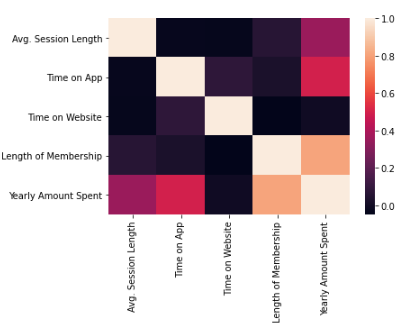 Avg. Session Length
Time on App
Time on Website
Length of Membership
Yearly Amount Spent
Avg. Session Length
Time on App
Time on Website
Length of Membership
Yearly Amount Spent
1.0
0.8
0.6
0.4
0.2
0.0